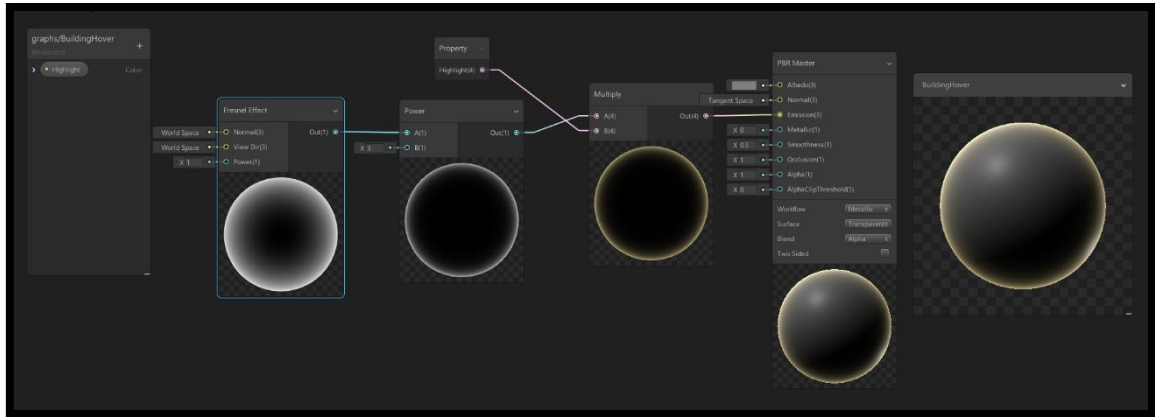 graphs/BuildingHover
Blackboard
Highlight Color
Fresnel Effect
World Space Normal(3) Out(1)
World Space View Dir(3)
X 1 Power(1)
Property
Highlight(4)
Power
A(1) Out(1)
X 3 B(1)
Multiply
A(4) Out(4)
B(4)
PBR Master
Albedo(3)
Tangent Space Normal(3)
Emission(3)
X 0 Metallic(1)
X 0.5 Smoothness(1)
X 1 Occlusion(1)
X 1 Alpha(1)
X 0 AlphaClipThreshold(1)
Workflow Metallic
Surface Transparent
Blend Alpha
Two Sided
BuildingHover